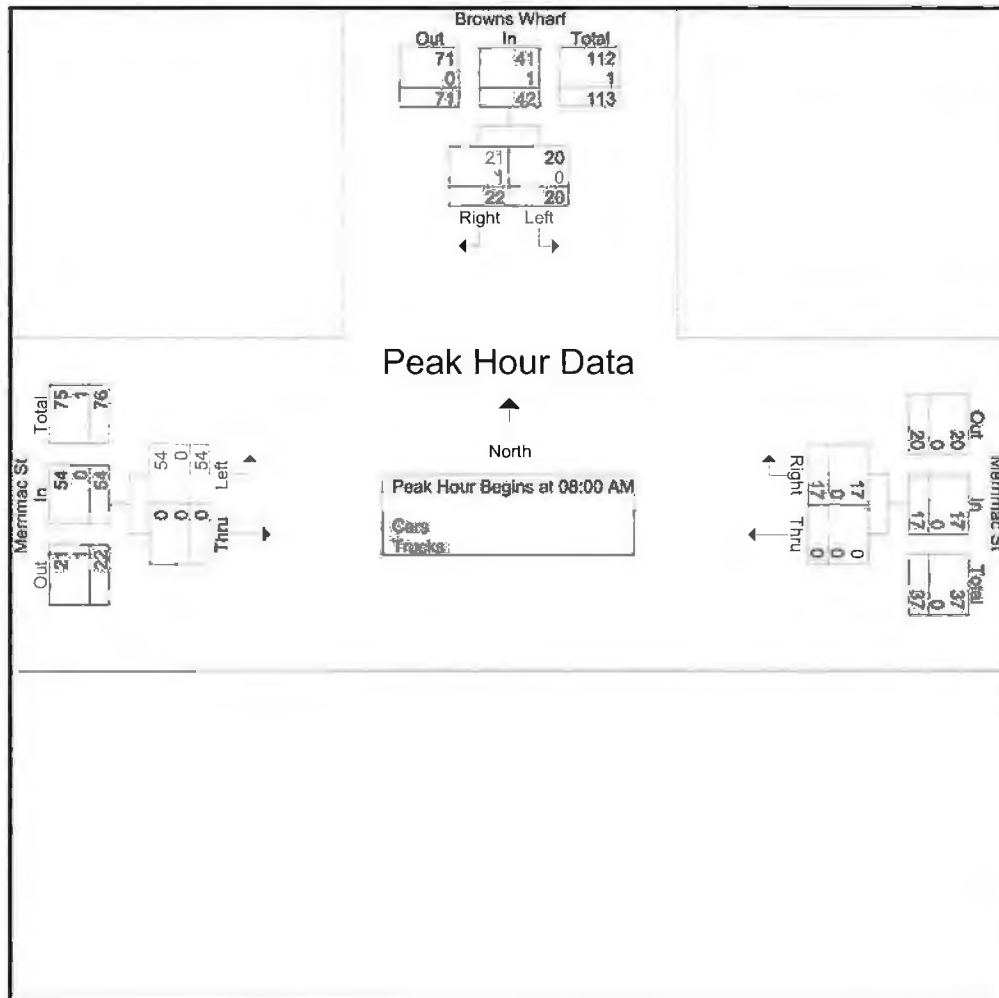 Browns Wharf
Out In Total
71 41 112
0 1 1
71 42 113
21 20
1 0
22 20
Right Left
Peak Hour Data
North
Peak Hour Begins at 08:00 AM
Cars
Trucks
Merrimac St
Out In Total
21 54 75
1 0 1
22 54 76
Thru Left
0 54
0 0
0 54
Merrimac St
Out In Total
20 17 37
0 0 0
20 17 37
Right Thru
17 0
0 0
17 0